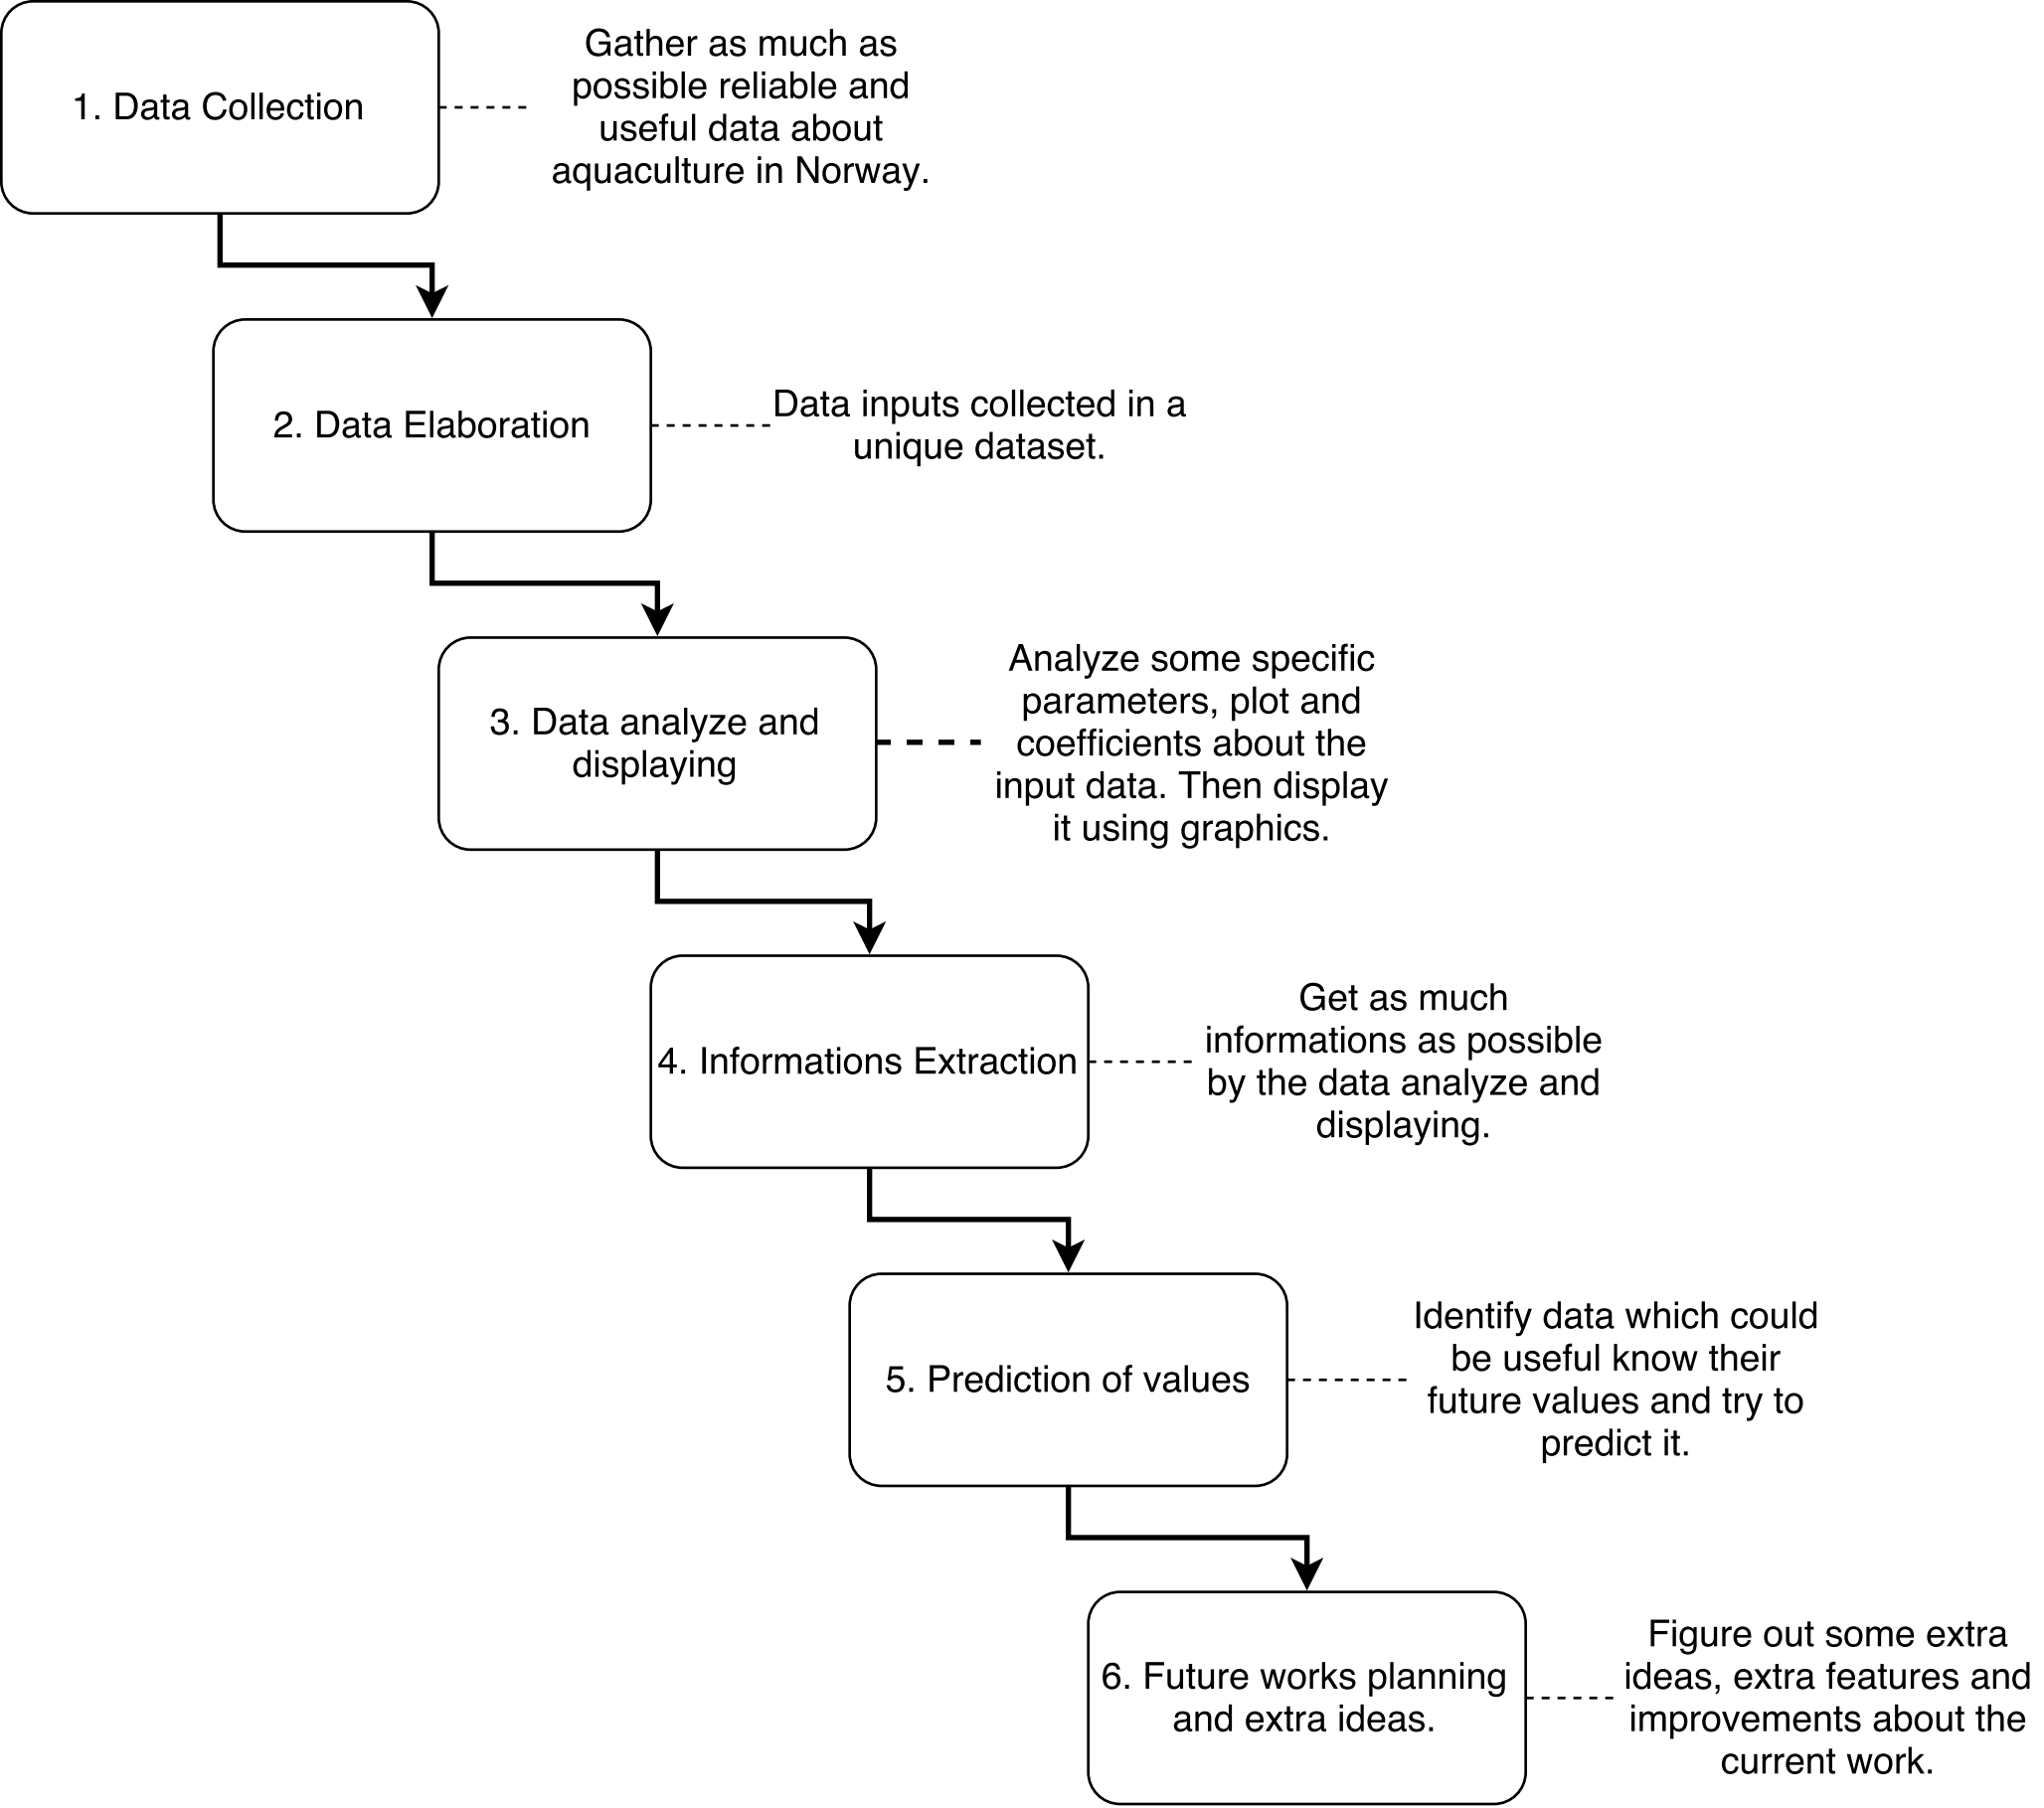 1. Data Collection
Gather as much as
possible reliable and
useful data about
aquaculture in Norway.
2. Data Elaboration
Data inputs collected in a
unique dataset.
3. Data analyze and
displaying
Analyze some specific
parameters, plot and
coefficients about the
input data. Then display
it using graphics.
4. Informations Extraction
Get as much
informations as possible
by the data analyze and
displaying.
5. Prediction of values
Identify data which could
be useful know their
future values and try to
predict it.
6. Future works planning
and extra ideas.
Figure out some extra
ideas, extra features and
improvements about the
current work.